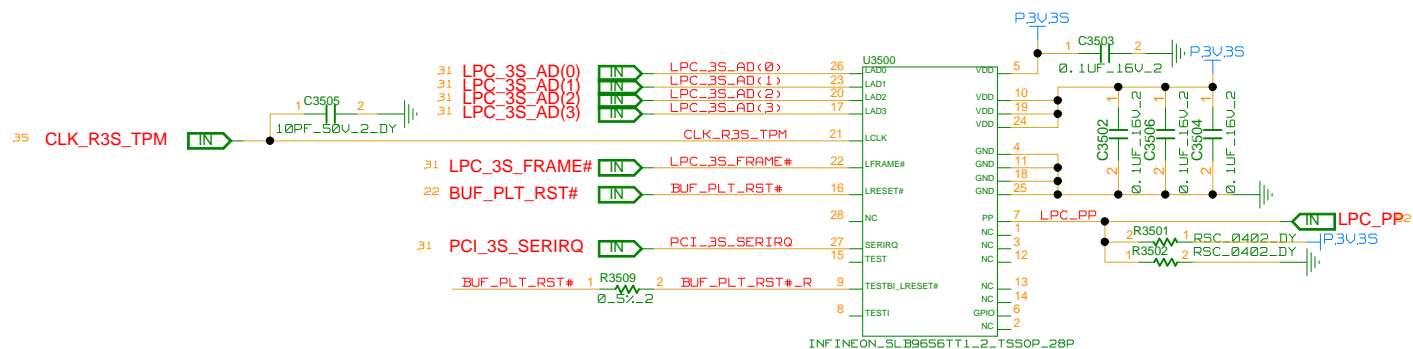 P3V3S
C3503
1 2
0.1UF_16V_2
P3V3S
U3500
31 LPC_3S_AD(0) IN LPC_3S_AD(0) 26 LAD0 VDD 5
31 LPC_3S_AD(1) IN LPC_3S_AD(1) 23 LAD1
31 LPC_3S_AD(2) IN LPC_3S_AD(2) 20 LAD2 VDD 10
31 LPC_3S_AD(3) IN LPC_3S_AD(3) 17 LAD3 VDD 19
VDD 24
C3505
1 2
10PF_50V_2_DY
35 CLK_R3S_TPM IN CLK_R3S_TPM 21 LCLK
1 1 1
C3502 0.1UF_16V_2
C3506 0.1UF_16V_2
C3504 0.1UF_16V_2
2 2 2
GND 4
31 LPC_3S_FRAME# IN LPC_3S_FRAME# 22 LFRAME# GND 11
GND 18
22 BUF_PLT_RST# IN BUF_PLT_RST# 16 LRESET# GND 25
28 NC PP 7 LPC_PP IN LPC_PP
NC 1
31 PCI_3S_SERIRQ IN PCI_3S_SERIRQ 27 SERIRQ NC 3
15 TEST NC 12
R3501
2 1 RSC_0402_DY P3V3S
R3502
1 2 RSC_0402_DY
BUF_PLT_RST# 1 R3509 2 BUF_PLT_RST#_R 9 TESTBI_LRESET# NC 13
0_5%_2
NC 14
8 TESTI GPIO 6
NC 2
INFINEON_SLB9656TT1_2_TSSOP_28P